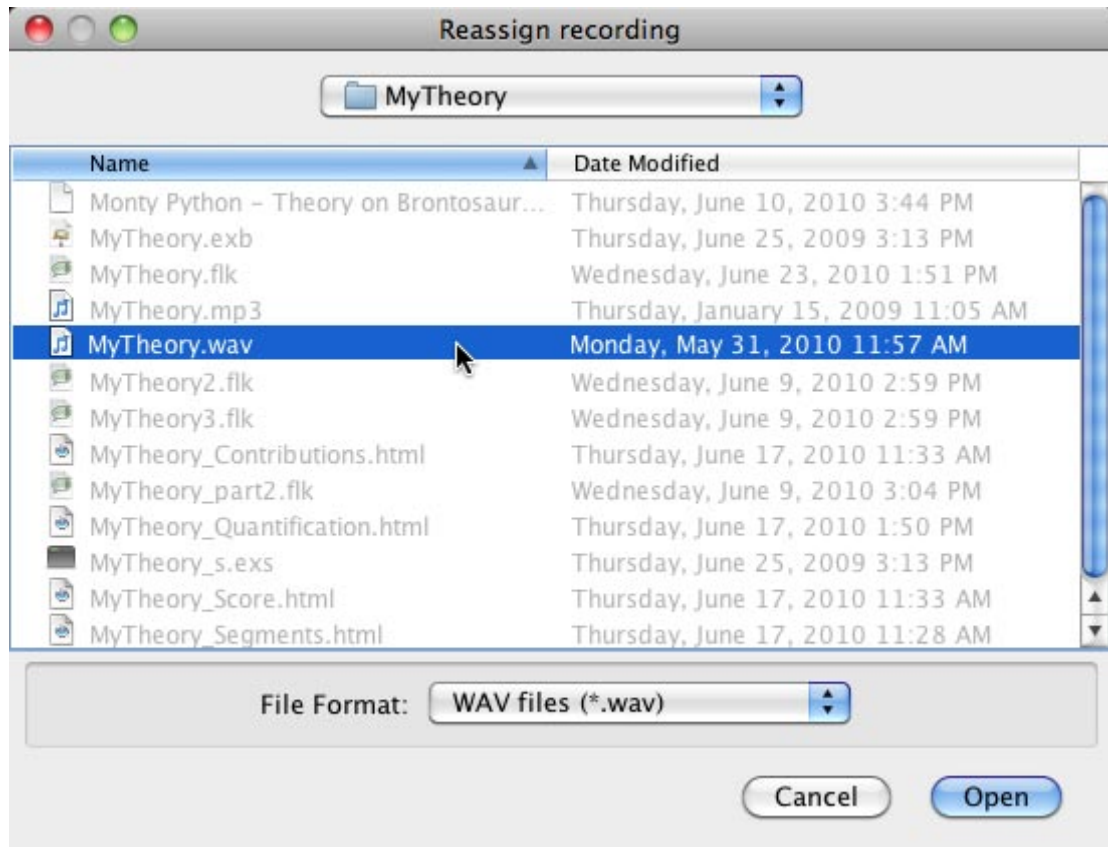 Reassign recording
MyTheory
Name Date Modified
Monty Python – Theory on Brontosaur... Thursday, June 10, 2010 3:44 PM
MyTheory.exb Thursday, June 25, 2009 3:13 PM
MyTheory.flk Wednesday, June 23, 2010 1:51 PM
MyTheory.mp3 Thursday, January 15, 2009 11:05 AM
MyTheory.wav Monday, May 31, 2010 11:57 AM
MyTheory2.flk Wednesday, June 9, 2010 2:59 PM
MyTheory3.flk Wednesday, June 9, 2010 2:59 PM
MyTheory_Contributions.html Thursday, June 17, 2010 11:33 AM
MyTheory_part2.flk Wednesday, June 9, 2010 3:04 PM
MyTheory_Quantification.html Thursday, June 17, 2010 1:50 PM
MyTheory_s.exs Thursday, June 25, 2009 3:13 PM
MyTheory_Score.html Thursday, June 17, 2010 11:33 AM
MyTheory_Segments.html Thursday, June 17, 2010 11:28 AM
File Format: WAV files (*.wav)
Cancel Open